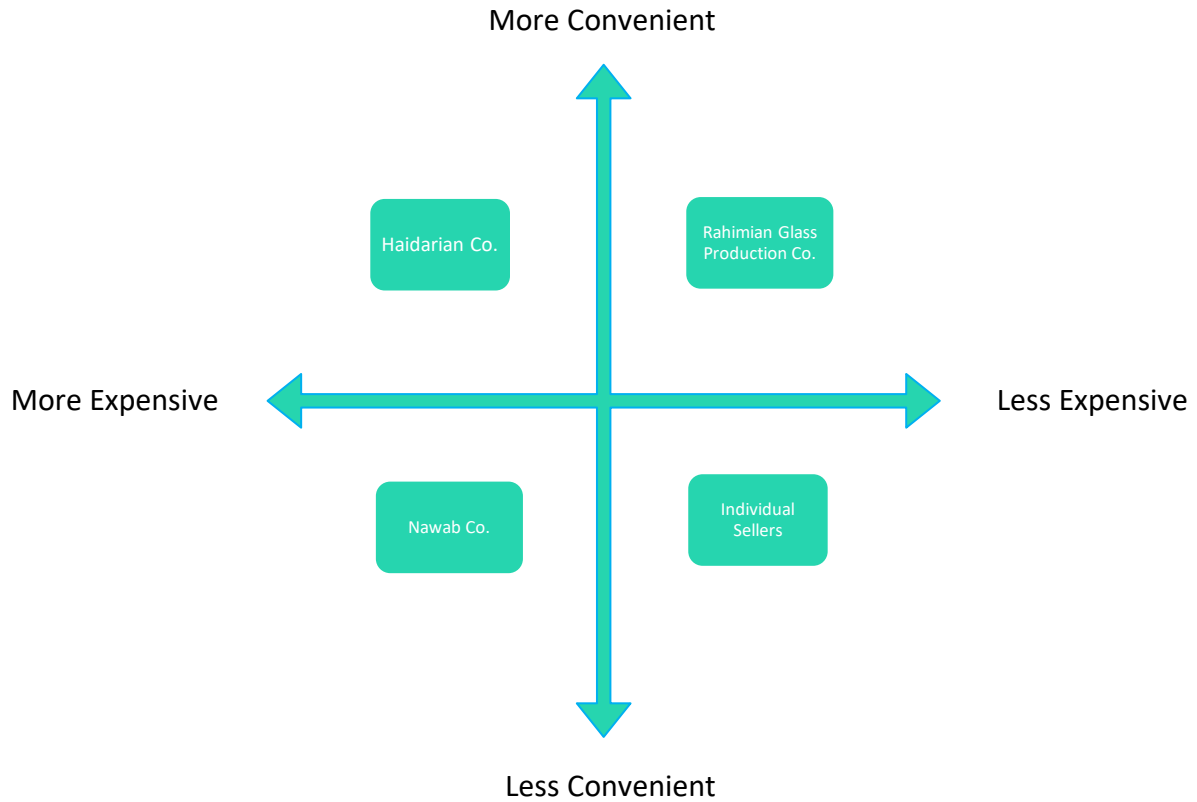 More Convenient
Haidarian Co.
Rahimian Glass
Production Co.
More Expensive
Less Expensive
Nawab Co.
Individual
Sellers
Less Convenient